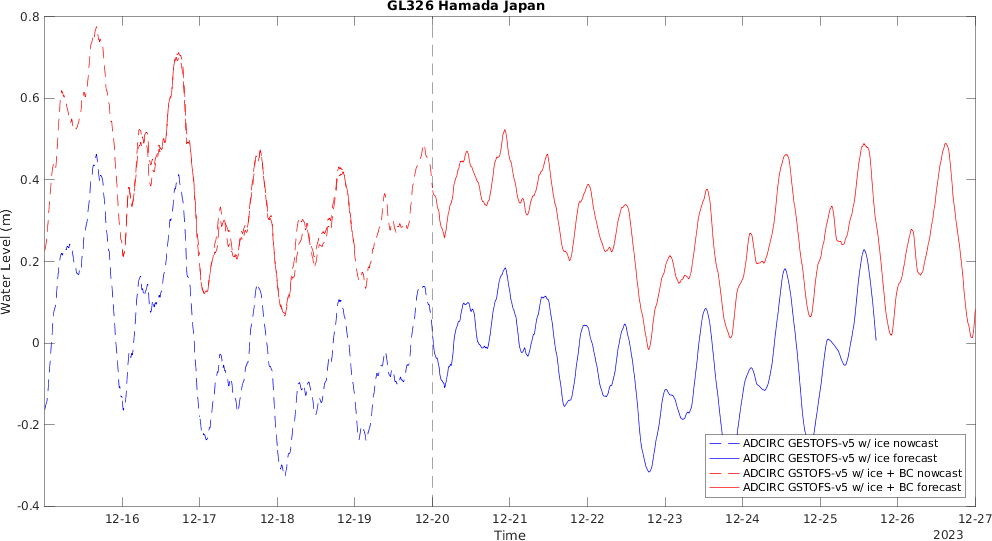 GL326 Hamada Japan
0.8
0.6
0.4
0.2
0
-0.2
-0.4
Water Level (m)
12-16
12-17
12-18
12-19
12-20
12-21
12-22
12-23
12-24
12-25
12-26
12-27
Time
2023
ADCIRC GESTOFS-v5 w/ ice nowcast
ADCIRC GESTOFS-v5 w/ ice forecast
ADCIRC GSTOFS-v5 w/ ice + BC nowcast
ADCIRC GSTOFS-v5 w/ ice + BC forecast